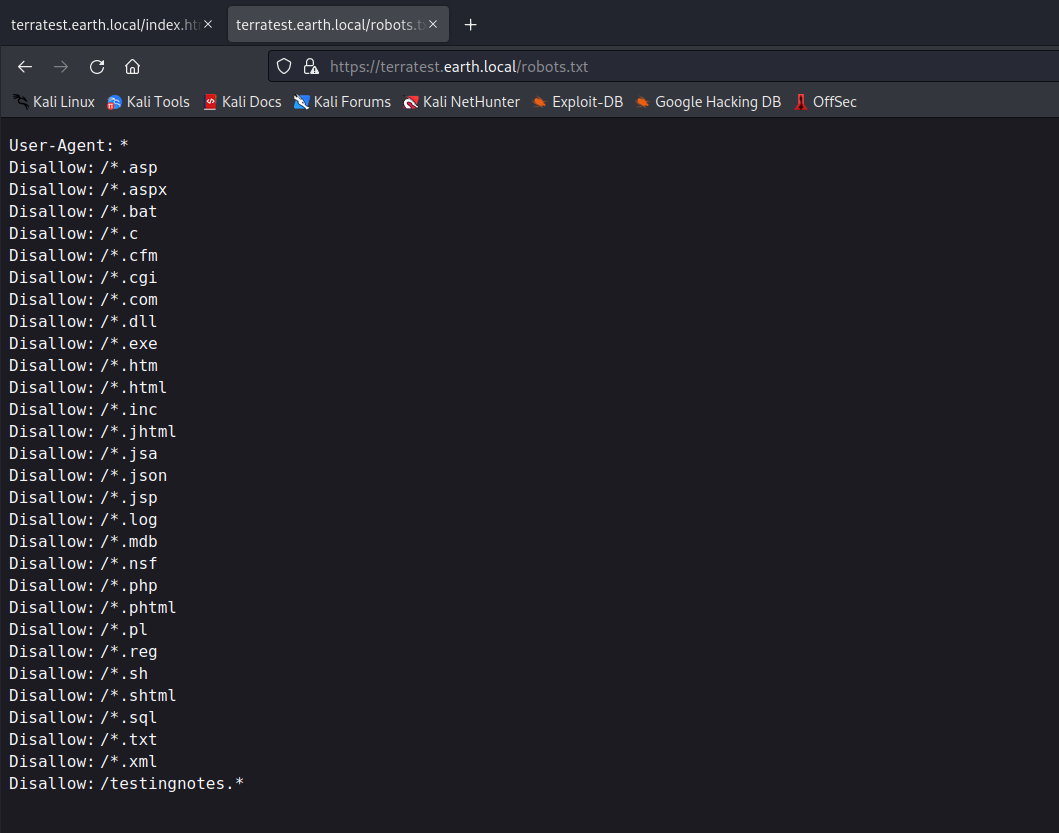 terratest.earth.local/index.ht
terratest.earth.local/robots.t
https://terratest.earth.local/robots.txt
Kali Linux Kali Tools Kali Docs Kali Forums Kali NetHunter Exploit-DB Google Hacking DB OffSec
User-Agent: *
Disallow: /*.asp
Disallow: /*.aspx
Disallow: /*.bat
Disallow: /*.c
Disallow: /*.cfm
Disallow: /*.cgi
Disallow: /*.com
Disallow: /*.dll
Disallow: /*.exe
Disallow: /*.htm
Disallow: /*.html
Disallow: /*.inc
Disallow: /*.jhtml
Disallow: /*.jsa
Disallow: /*.json
Disallow: /*.jsp
Disallow: /*.log
Disallow: /*.mdb
Disallow: /*.nsf
Disallow: /*.php
Disallow: /*.phtml
Disallow: /*.pl
Disallow: /*.reg
Disallow: /*.sh
Disallow: /*.shtml
Disallow: /*.sql
Disallow: /*.txt
Disallow: /*.xml
Disallow: /testingnotes.*